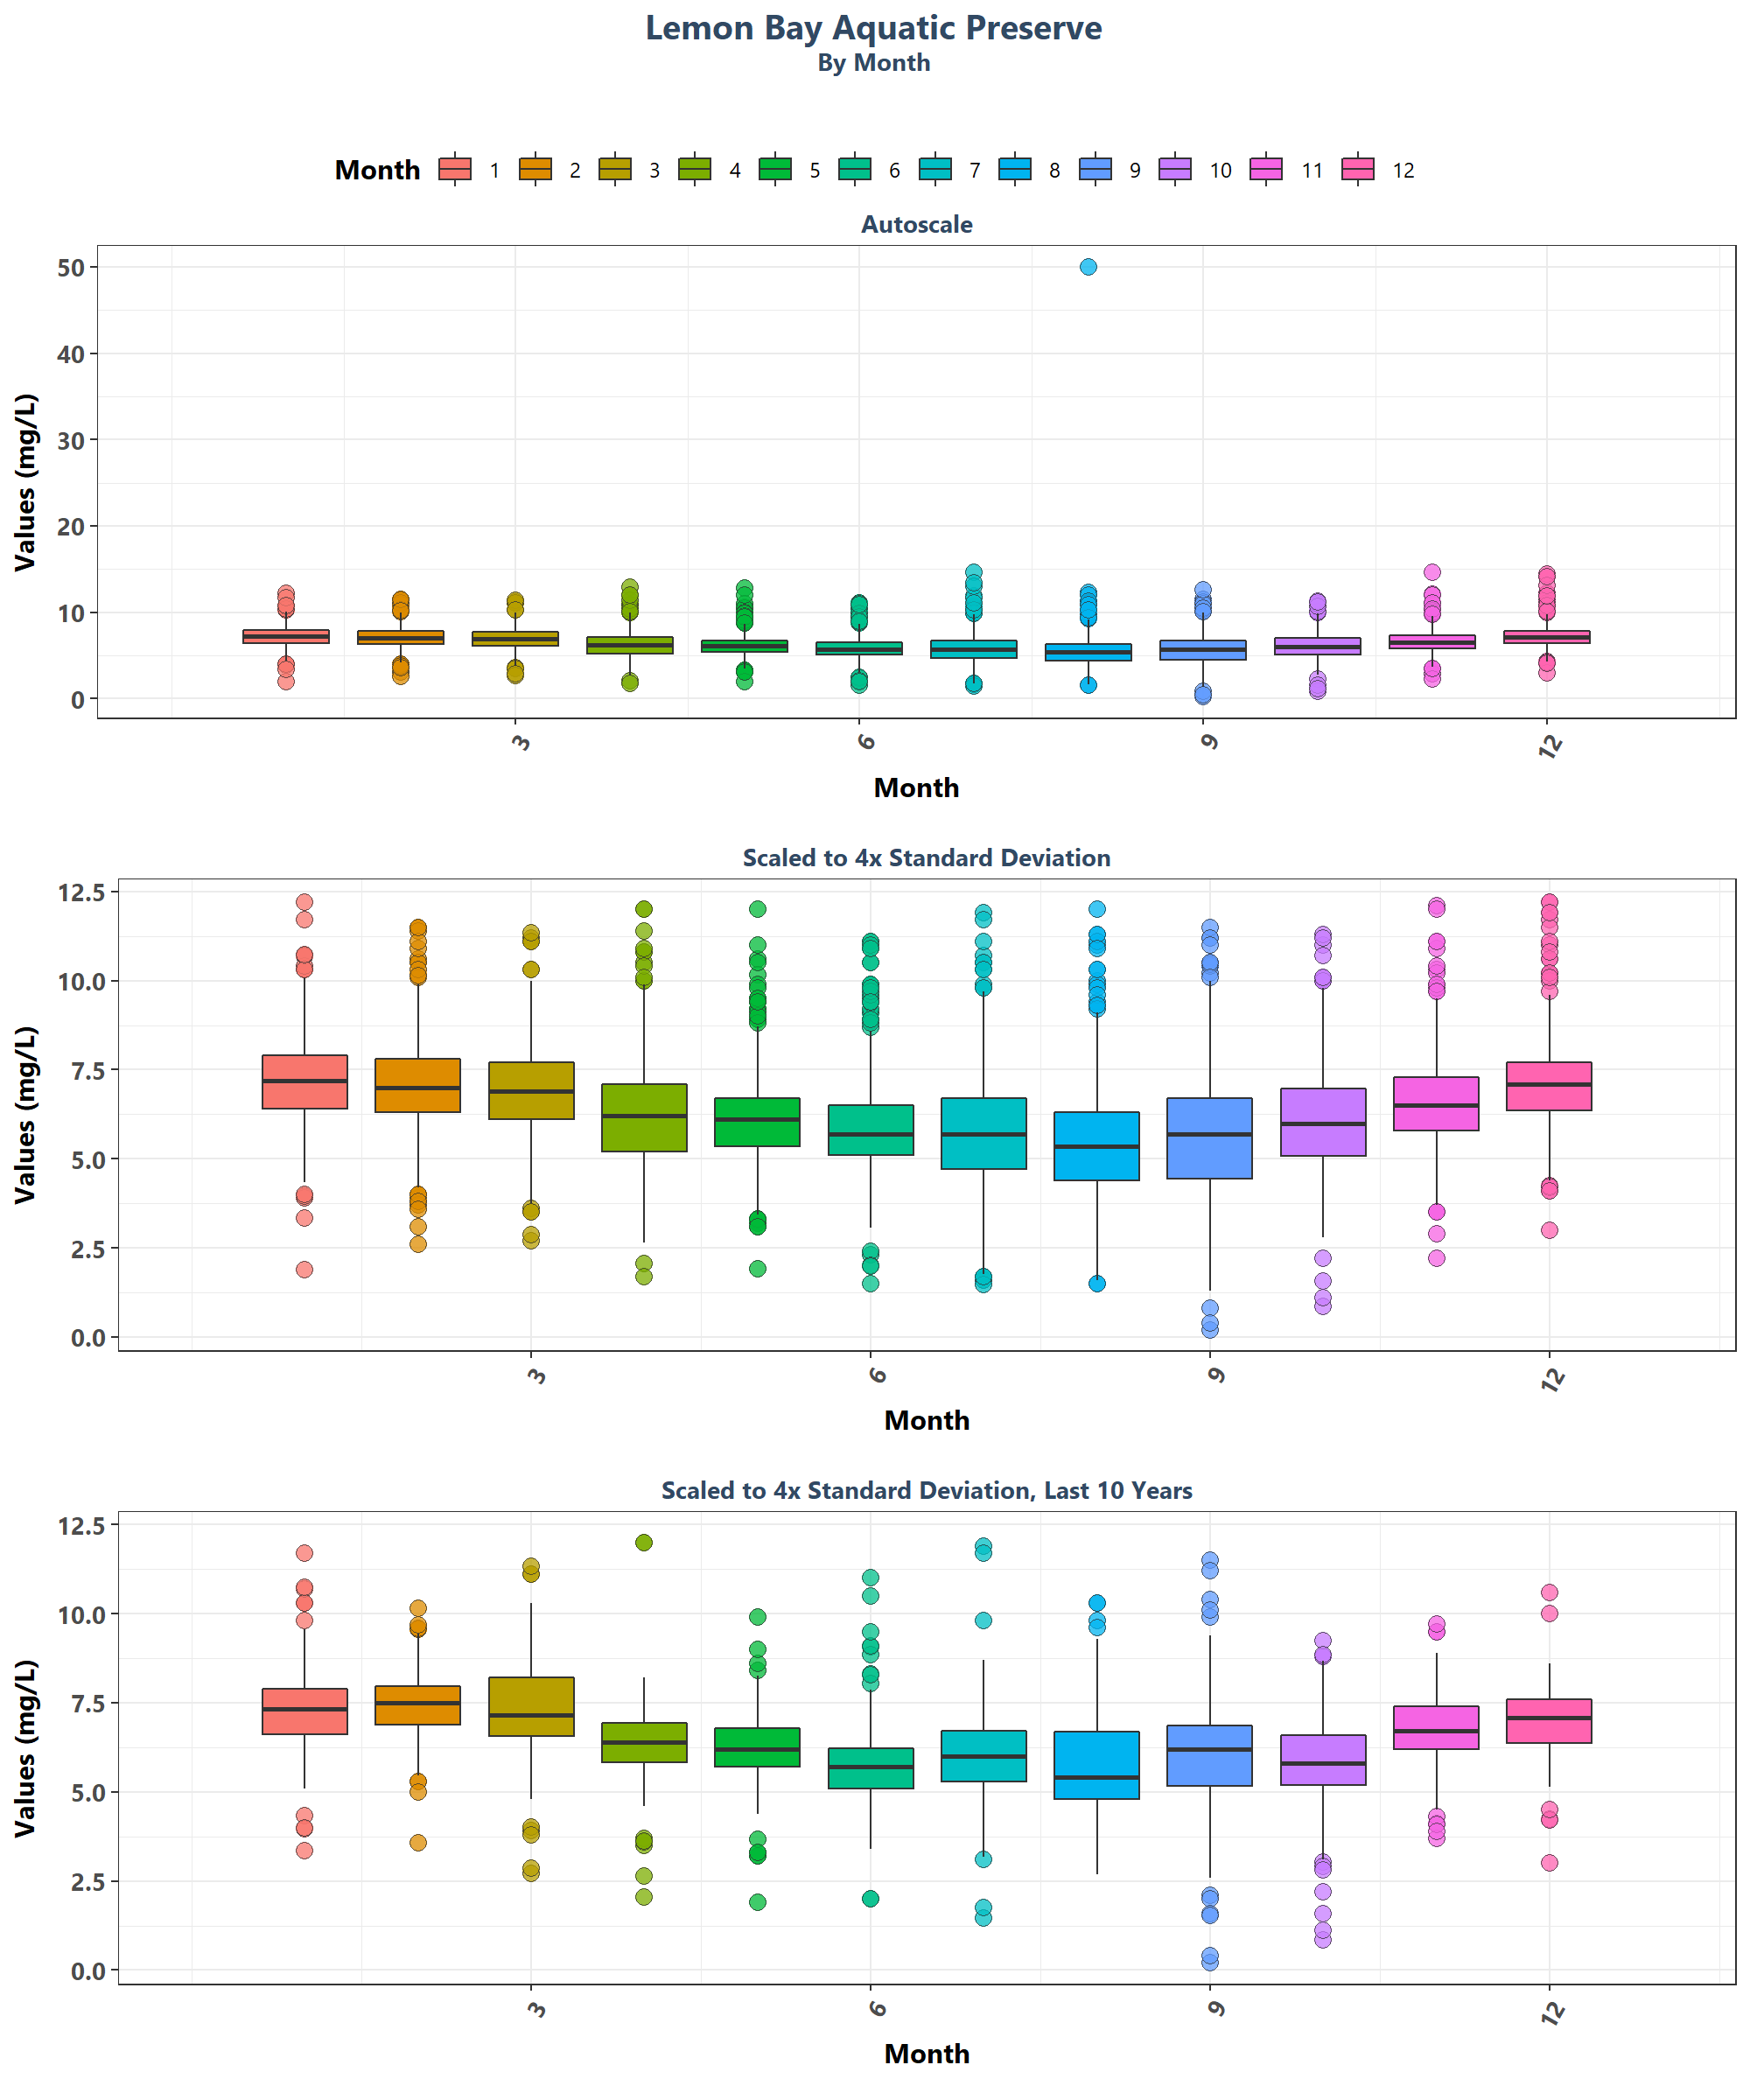 Lemon Bay Aquatic Preserve
By Month
Month 1 2 3 4 5 6 7 8 9 10 11 12
Autoscale
50
40
30
20
10
0
Values (mg/L)
3 6 9 12
Month
Scaled to 4x Standard Deviation
12.5
10.0
7.5
5.0
2.5
0.0
Values (mg/L)
3 6 9 12
Month
Scaled to 4x Standard Deviation, Last 10 Years
12.5
10.0
7.5
5.0
2.5
0.0
Values (mg/L)
3 6 9 12
Month